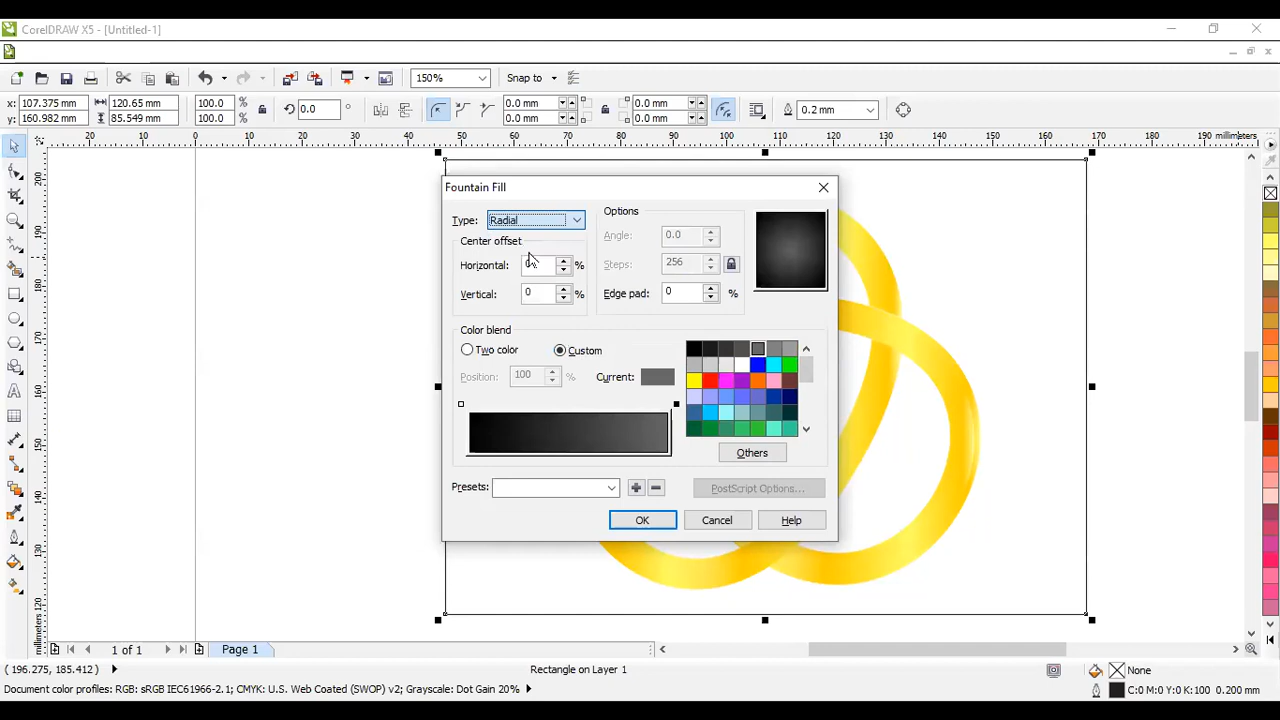 CorelDRAW X5 - [Untitled-1]
150%
Snap to
x: 107.375 mm
y: 160.982 mm
120.65 mm
85.549 mm
100.0 %
100.0 %
0.0 °
0.0 mm
0.0 mm
0.0 mm
0.0 mm
0.2 mm
20 10 0 10 20 30 40 50 60 70 80 90 100 110 120 130 140 150 160 170 180 190 millimeters
200
190
180
170
160
150
140
130
120
millimeters
Fountain Fill
Type: Radial
Options
Center offset
Angle: 0.0
Horizontal: %
Steps: 256
Vertical: 0 %
Edge pad: 0 %
Color blend
Two color
Custom
Position: 100 %
Current:
Others
Presets:
PostScript Options...
OK
Cancel
Help
1 of 1
Page 1
( 196.275, 185.412 )
Rectangle on Layer 1
None
Document color profiles: RGB: sRGB IEC61966-2.1; CMYK: U.S. Web Coated (SWOP) v2; Grayscale: Dot Gain 20%
C:0 M:0 Y:0 K:100 0.200 mm